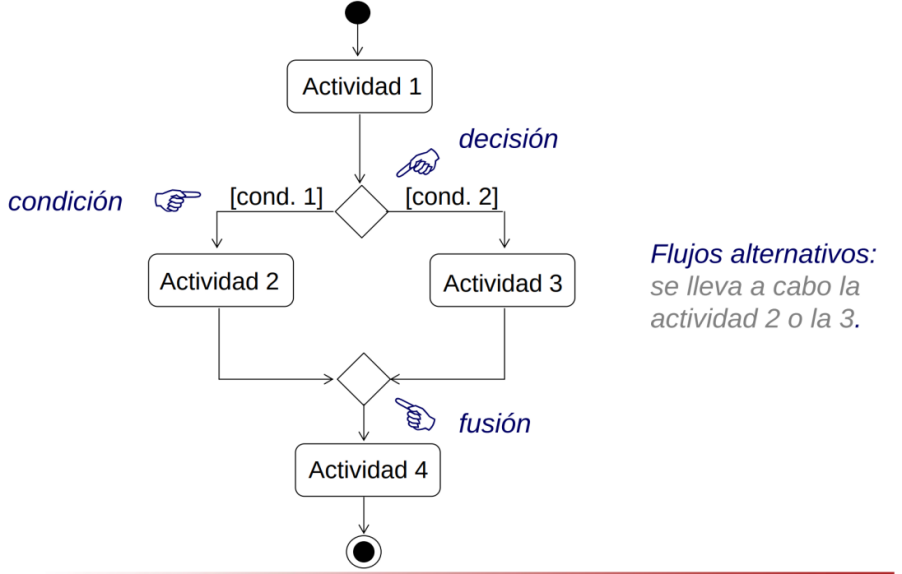 Actividad 1
decisión
condición
[cond. 1]
[cond. 2]
Actividad 2
Actividad 3
Flujos alternativos:
se lleva a cabo la
actividad 2 o la 3.
fusión
Actividad 4